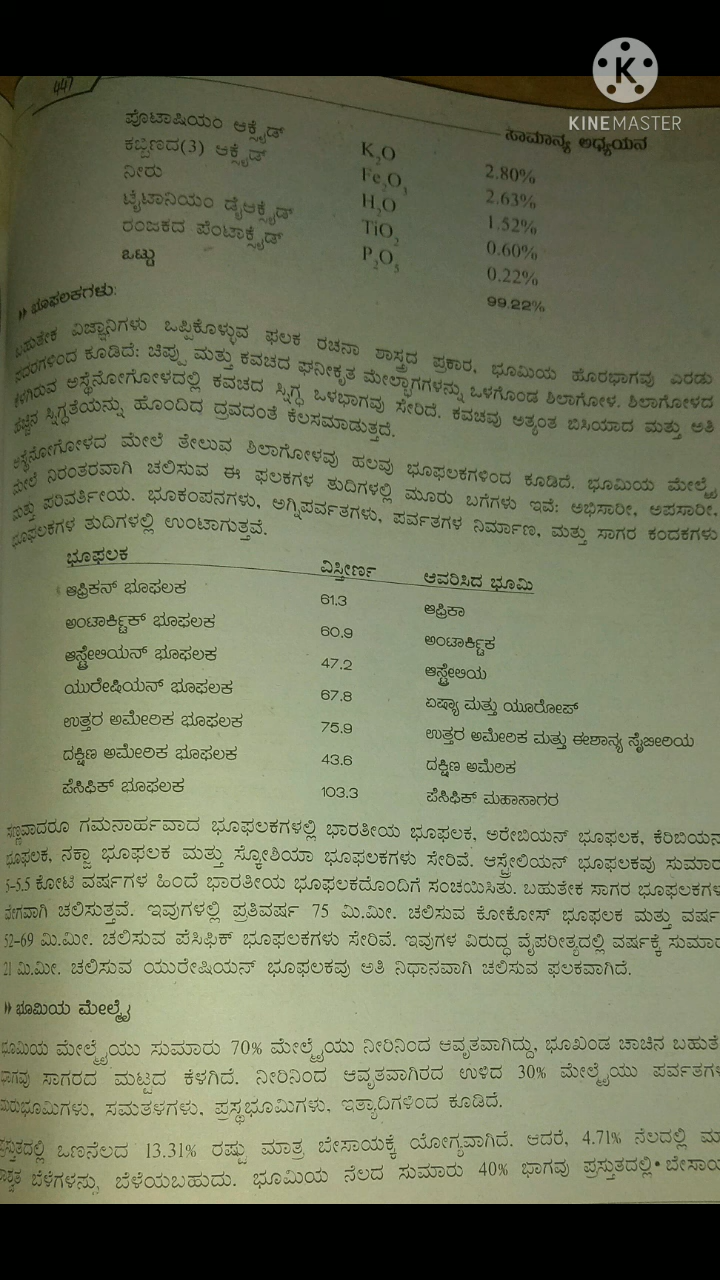 K
KINEMASTER
447
ಸಾಮಾನ್ಯ ಅಧ್ಯಯನ
ಪೊಟಾಷಿಯಂ ಆಕ್ಸೈಡ್ K₂O 2.80%
ಕಬ್ಬಿಣದ(3) ಆಕ್ಸೈಡ್ Fe₂O₃ 2.63%
ನೀರು H₂O 1.52%
ಟೈಟಾನಿಯಂ ಡೈಆಕ್ಸೈಡ್ TiO₂ 0.60%
ರಂಜಕದ ಪೆಂಟಾಕ್ಸೈಡ್ P₂O₅ 0.22%
ಒಟ್ಟು 99.22%
» ಭೂಫಲಕಗಳು:
ಬಹುತೇಕ ವಿಜ್ಞಾನಿಗಳು ಒಪ್ಪಿಕೊಳ್ಳುವ ಫಲಕ ರಚನಾ ಶಾಸ್ತ್ರದ ಪ್ರಕಾರ, ಭೂಮಿಯ ಹೊರಭಾಗವು ಎರಡು
ಪದರಗಳಿಂದ ಕೂಡಿದೆ: ಚಿಪ್ಪು ಮತ್ತು ಕವಚದ ಘನೀಕೃತ ಮೇಲ್ಭಾಗಗಳನ್ನು ಒಳಗೊಂಡ ಶಿಲಾಗೋಳ. ಶಿಲಾಗೋಳದ
ಕೆಳಗಿರುವ ಅಸ್ಥೆನೋಗೋಳದಲ್ಲಿ ಕವಚದ ಸ್ನಿಗ್ಧ ಒಳಭಾಗವು ಸೇರಿದೆ. ಕವಚವು ಅತ್ಯಂತ ಬಿಸಿಯಾದ ಮತ್ತು ಅತಿ
ಹೆಚ್ಚಿನ ಸ್ನಿಗ್ಧತೆಯನ್ನು ಹೊಂದಿದ ದ್ರವದಂತೆ ಕೆಲಸಮಾಡುತ್ತದೆ.
ಅಸ್ಥೆನೋಗೋಳದ ಮೇಲೆ ತೇಲುವ ಶಿಲಾಗೋಳವು ಹಲವು ಭೂಫಲಕಗಳಿಂದ ಕೂಡಿದೆ. ಭೂಮಿಯ ಮೇಲ್ಮೈ
ಮೇಲೆ ನಿರಂತರವಾಗಿ ಚಲಿಸುವ ಈ ಫಲಕಗಳ ತುದಿಗಳಲ್ಲಿ ಮೂರು ಬಗೆಗಳು ಇವೆ: ಅಭಿಸಾರೀ, ಅಪಸಾರೀ,
ಮತ್ತು ಪರಿವರ್ತೀಯ. ಭೂಕಂಪನಗಳು, ಅಗ್ನಿಪರ್ವತಗಳು, ಪರ್ವತಗಳ ನಿರ್ಮಾಣ, ಮತ್ತು ಸಾಗರ ಕಂದಕಗಳು
ಭೂಫಲಕಗಳ ತುದಿಗಳಲ್ಲಿ ಉಂಟಾಗುತ್ತವೆ.
ಭೂಫಲಕ ವಿಸ್ತೀರ್ಣ ಆವರಿಸಿದ ಭೂಮಿ
ಆಫ್ರಿಕನ್ ಭೂಫಲಕ 61.3 ಆಫ್ರಿಕಾ
ಅಂಟಾರ್ಕ್ಟಿಕ್ ಭೂಫಲಕ 60.9 ಅಂಟಾರ್ಕ್ಟಿಕ
ಆಸ್ಟ್ರೇಲಿಯನ್ ಭೂಫಲಕ 47.2 ಆಸ್ಟ್ರೇಲಿಯ
ಯುರೇಷಿಯನ್ ಭೂಫಲಕ 67.8 ಏಷ್ಯಾ ಮತ್ತು ಯೂರೋಪ್
ಉತ್ತರ ಅಮೇರಿಕ ಭೂಫಲಕ 75.9 ಉತ್ತರ ಅಮೇರಿಕ ಮತ್ತು ಈಶಾನ್ಯ ಸೈಬೀರಿಯ
ದಕ್ಷಿಣ ಅಮೇರಿಕ ಭೂಫಲಕ 43.6 ದಕ್ಷಿಣ ಅಮೆರಿಕ
ಪೆಸಿಫಿಕ್ ಭೂಫಲಕ 103.3 ಪೆಸಿಫಿಕ್ ಮಹಾಸಾಗರ
ಸಣ್ಣವಾದರೂ ಗಮನಾರ್ಹವಾದ ಭೂಫಲಕಗಳಲ್ಲಿ ಭಾರತೀಯ ಭೂಫಲಕ, ಅರೇಬಿಯನ್ ಭೂಫಲಕ, ಕೆರಿಬಿಯನ್
ಭೂಫಲಕ, ನಕ್ಜಾ ಭೂಫಲಕ ಮತ್ತು ಸ್ಕೋಶಿಯಾ ಭೂಫಲಕಗಳು ಸೇರಿವೆ. ಆಸ್ಟ್ರೇಲಿಯನ್ ಭೂಫಲಕವು ಸುಮಾರು
5-5.5 ಕೋಟಿ ವರ್ಷಗಳ ಹಿಂದೆ ಭಾರತೀಯ ಭೂಫಲಕದೊಂದಿಗೆ ಸಂಚಯಿಸಿತು. ಬಹುತೇಕ ಸಾಗರ ಭೂಫಲಕಗಳ
ವೇಗವಾಗಿ ಚಲಿಸುತ್ತವೆ. ಇವುಗಳಲ್ಲಿ ಪ್ರತಿವರ್ಷ 75 ಮಿ.ಮೀ. ಚಲಿಸುವ ಕೋಕೋಸ್ ಭೂಫಲಕ ಮತ್ತು ವರ್ಷ
52-69 ಮಿ.ಮೀ. ಚಲಿಸುವ ಪೆಸಿಫಿಕ್ ಭೂಫಲಕಗಳು ಸೇರಿವೆ. ಇವುಗಳ ವಿರುದ್ಧ ವೈಪರೀತ್ಯದಲ್ಲಿ ವರ್ಷಕ್ಕೆ ಸುಮಾರ
21 ಮಿ.ಮೀ. ಚಲಿಸುವ ಯುರೇಷಿಯನ್ ಭೂಫಲಕವು ಅತಿ ನಿಧಾನವಾಗಿ ಚಲಿಸುವ ಫಲಕವಾಗಿದೆ.
» ಭೂಮಿಯ ಮೇಲ್ಮೈ
ಭೂಮಿಯ ಮೇಲ್ಮೈಯು ಸುಮಾರು 70% ಮೇಲ್ಮೈಯು ನೀರಿನಿಂದ ಆವೃತವಾಗಿದ್ದು, ಭೂಖಂಡ ಚಾಚಿನ ಬಹುತೆ
ಭಾಗವು ಸಾಗರದ ಮಟ್ಟದ ಕೆಳಗಿದೆ. ನೀರಿನಿಂದ ಆವೃತವಾಗಿರದ ಉಳಿದ 30% ಮೇಲ್ಮೈಯು ಪರ್ವತಗಳ
ಮರುಭೂಮಿಗಳು, ಸಮತಳಗಳು, ಪ್ರಸ್ಥಭೂಮಿಗಳು, ಇತ್ಯಾದಿಗಳಿಂದ ಕೂಡಿದೆ.
ಪ್ರಸ್ತುತದಲ್ಲಿ ಒಣನೆಲದ 13.31% ರಷ್ಟು ಮಾತ್ರ ಬೇಸಾಯಕ್ಕೆ ಯೋಗ್ಯವಾಗಿದೆ. ಆದರೆ, 4.71% ನೆಲದಲ್ಲಿ ಮಾ
ಶಾಶ್ವತ ಬೆಳೆಗಳನ್ನು ಬೆಳೆಯಬಹುದು. ಭೂಮಿಯ ನೆಲದ ಸುಮಾರು 40% ಭಾಗವು ಪ್ರಸ್ತುತದಲ್ಲಿ ಬೇಸಾಯ